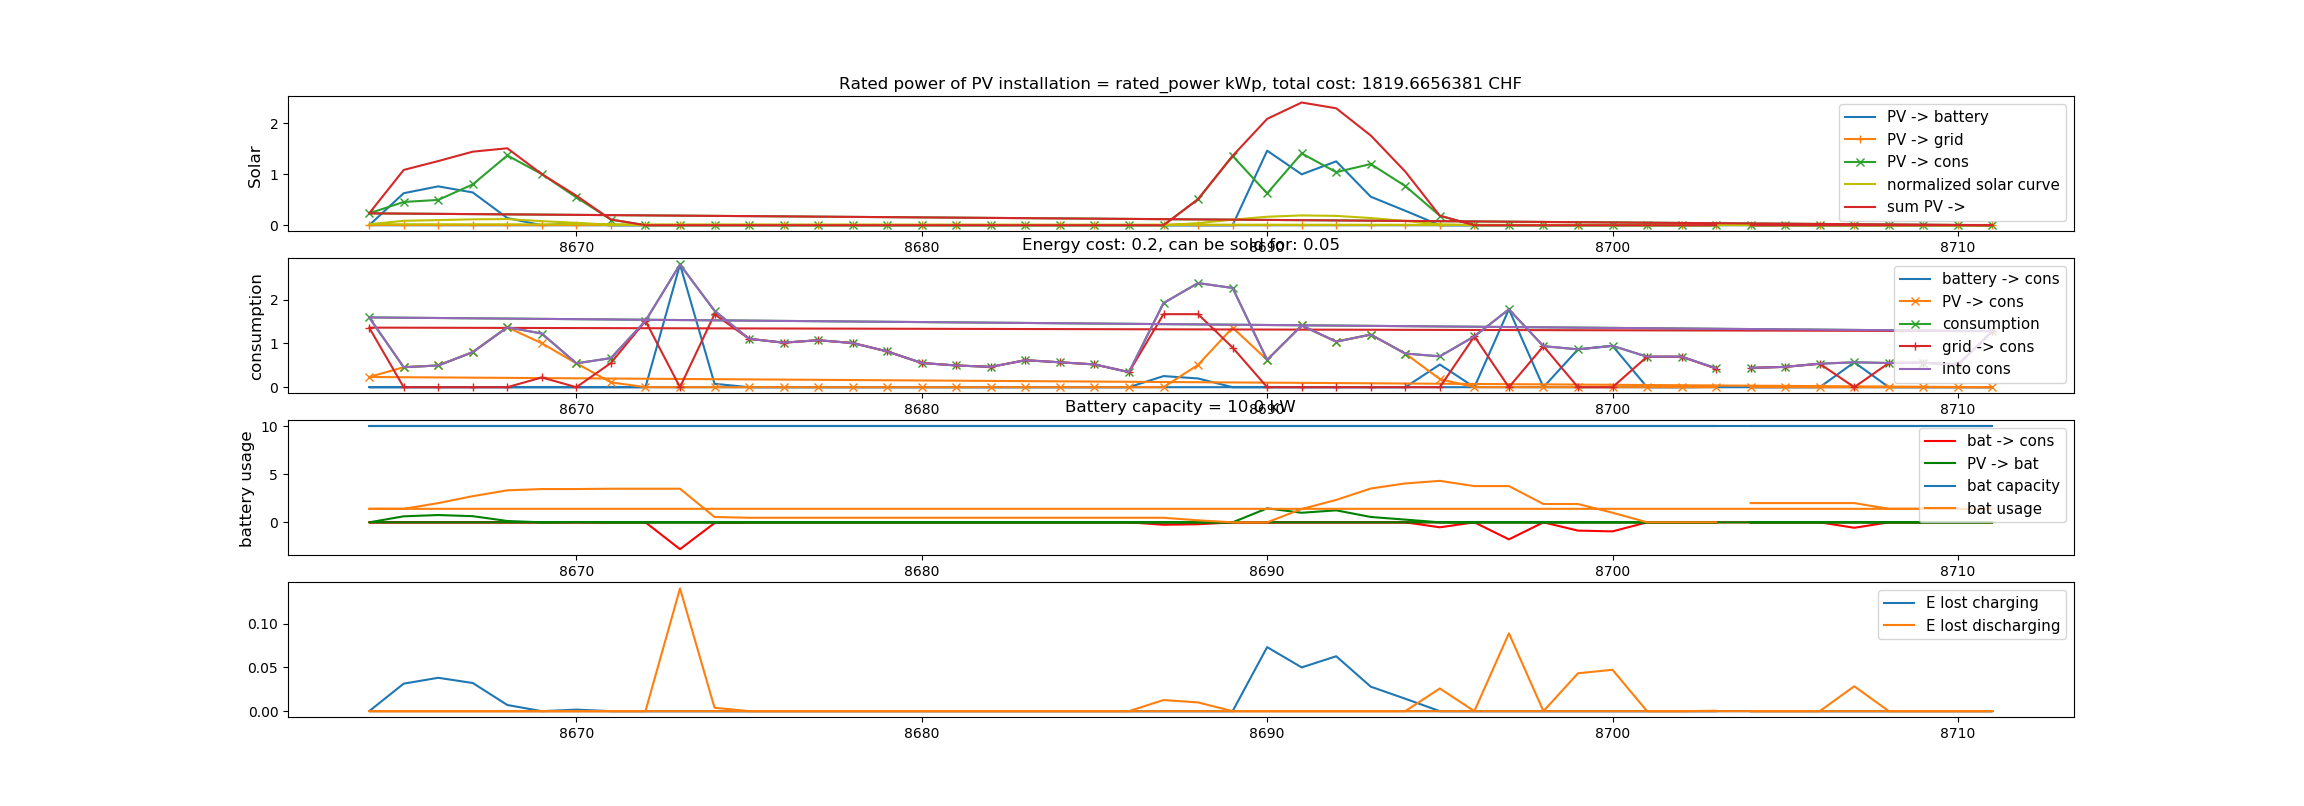 Rated power of PV installation = rated_power kWp, total cost: 1819.6656381 CHF
Solar
2
1
0
PV -> battery
PV -> grid
PV -> cons
normalized solar curve
sum PV ->
8670 8680 8690 8700 8710
Energy cost: 0.2, can be sold for: 0.05
consumption
2
1
0
battery -> cons
PV -> cons
consumption
grid -> cons
into cons
8670 8680 8690 8700 8710
Battery capacity = 10.0 kW
battery usage
10
5
0
bat -> cons
PV -> bat
bat capacity
bat usage
8670 8680 8690 8700 8710
0.10
0.05
0.00
E lost charging
E lost discharging
8670 8680 8690 8700 8710